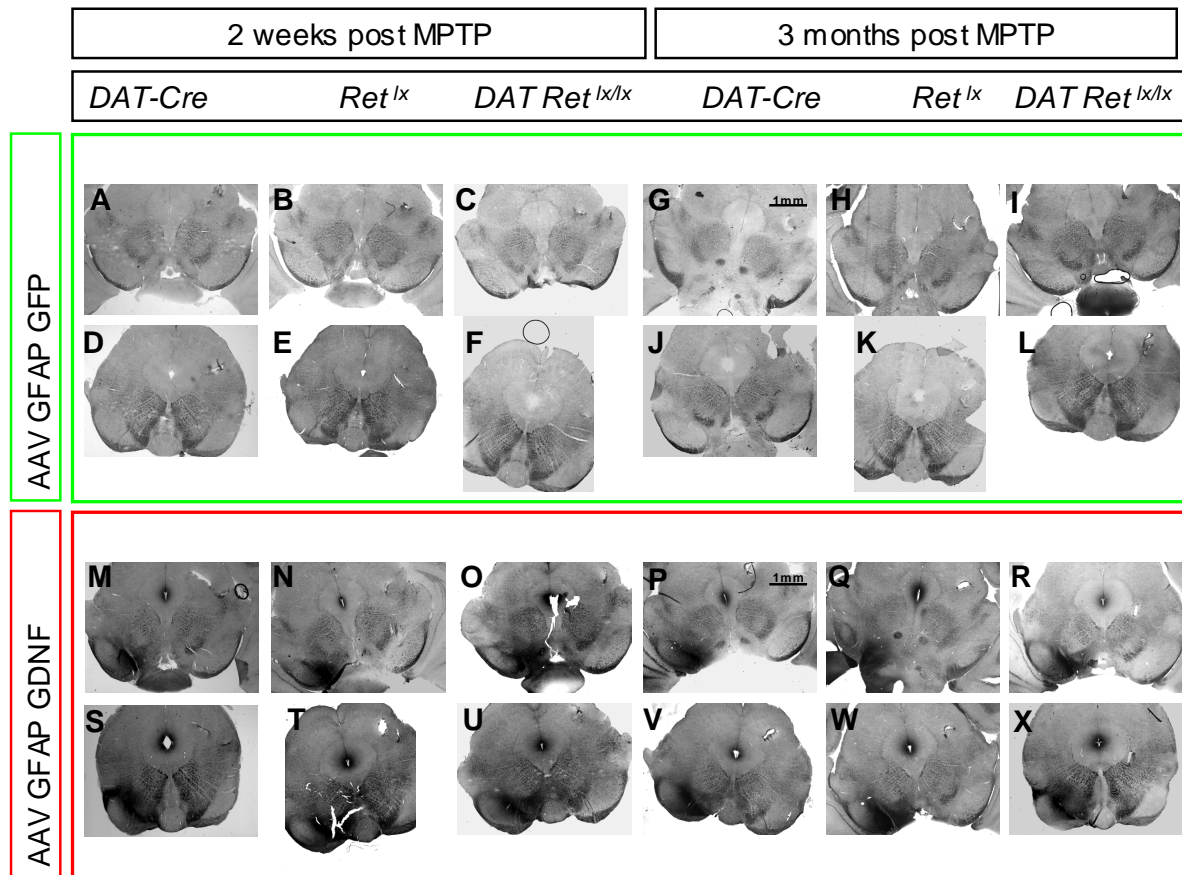 2 weeks post MPTP
3 months post MPTP
DAT-Cre
Ret lx
DAT Ret lx/lx
DAT-Cre
Ret lx
DAT Ret lx/lx
AAV GFAP GFP
A
B
C
G
1mm
H
I
D
E
F
J
K
L
AAV GFAP GDNF
M
N
O
P
1mm
Q
R
S
T
U
V
W
X